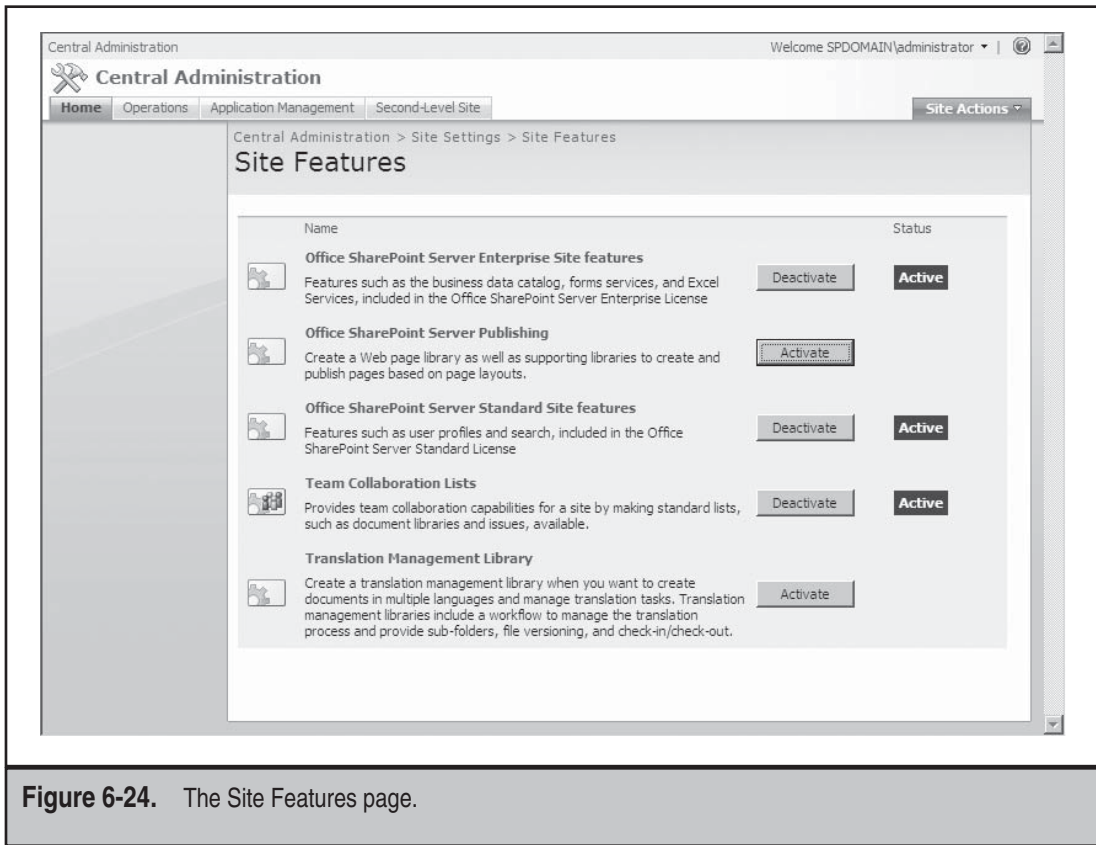 Central Administration
Welcome SPDOMAIN\administrator |
Central Administration
Home Operations Application Management Second-Level Site Site Actions
Central Administration > Site Settings > Site Features
Site Features
Name Status
Office SharePoint Server Enterprise Site features
Features such as the business data catalog, forms services, and Excel
Services, included in the Office SharePoint Server Enterprise License
Deactivate Active
Office SharePoint Server Publishing
Create a Web page library as well as supporting libraries to create and
publish pages based on page layouts.
Activate
Office SharePoint Server Standard Site features
Features such as user profiles and search, included in the Office
SharePoint Server Standard License
Deactivate Active
Team Collaboration Lists
Provides team collaboration capabilities for a site by making standard lists,
such as document libraries and issues, available.
Deactivate Active
Translation Management Library
Create a translation management library when you want to create
documents in multiple languages and manage translation tasks. Translation
management libraries include a workflow to manage the translation
process and provide sub-folders, file versioning, and check-in/check-out.
Activate
Figure 6-24. The Site Features page.